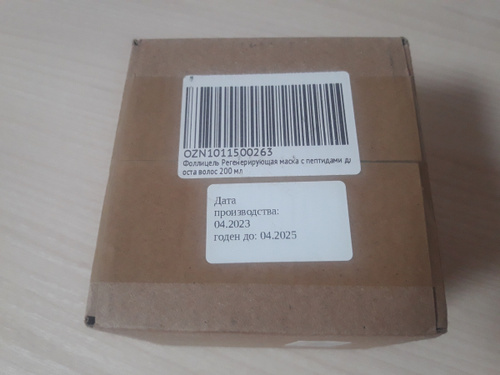 OZN1011500263
Фоллицель Регенерирующая маска с пептидами д
оста волос 200 мл
Дата
производства:
04.2023
годен до: 04.2025